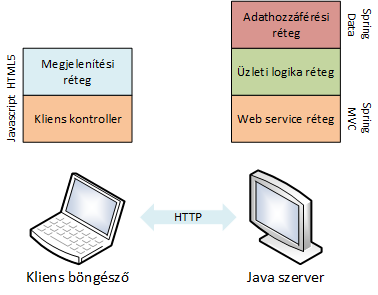 Javascript HTML5
Megjelenítési
réteg
Kliens kontroller
Adathozzáférési
réteg
Üzleti logika réteg
Web service réteg
Spring
Data
Spring
MVC
HTTP
Kliens böngésző
Java szerver